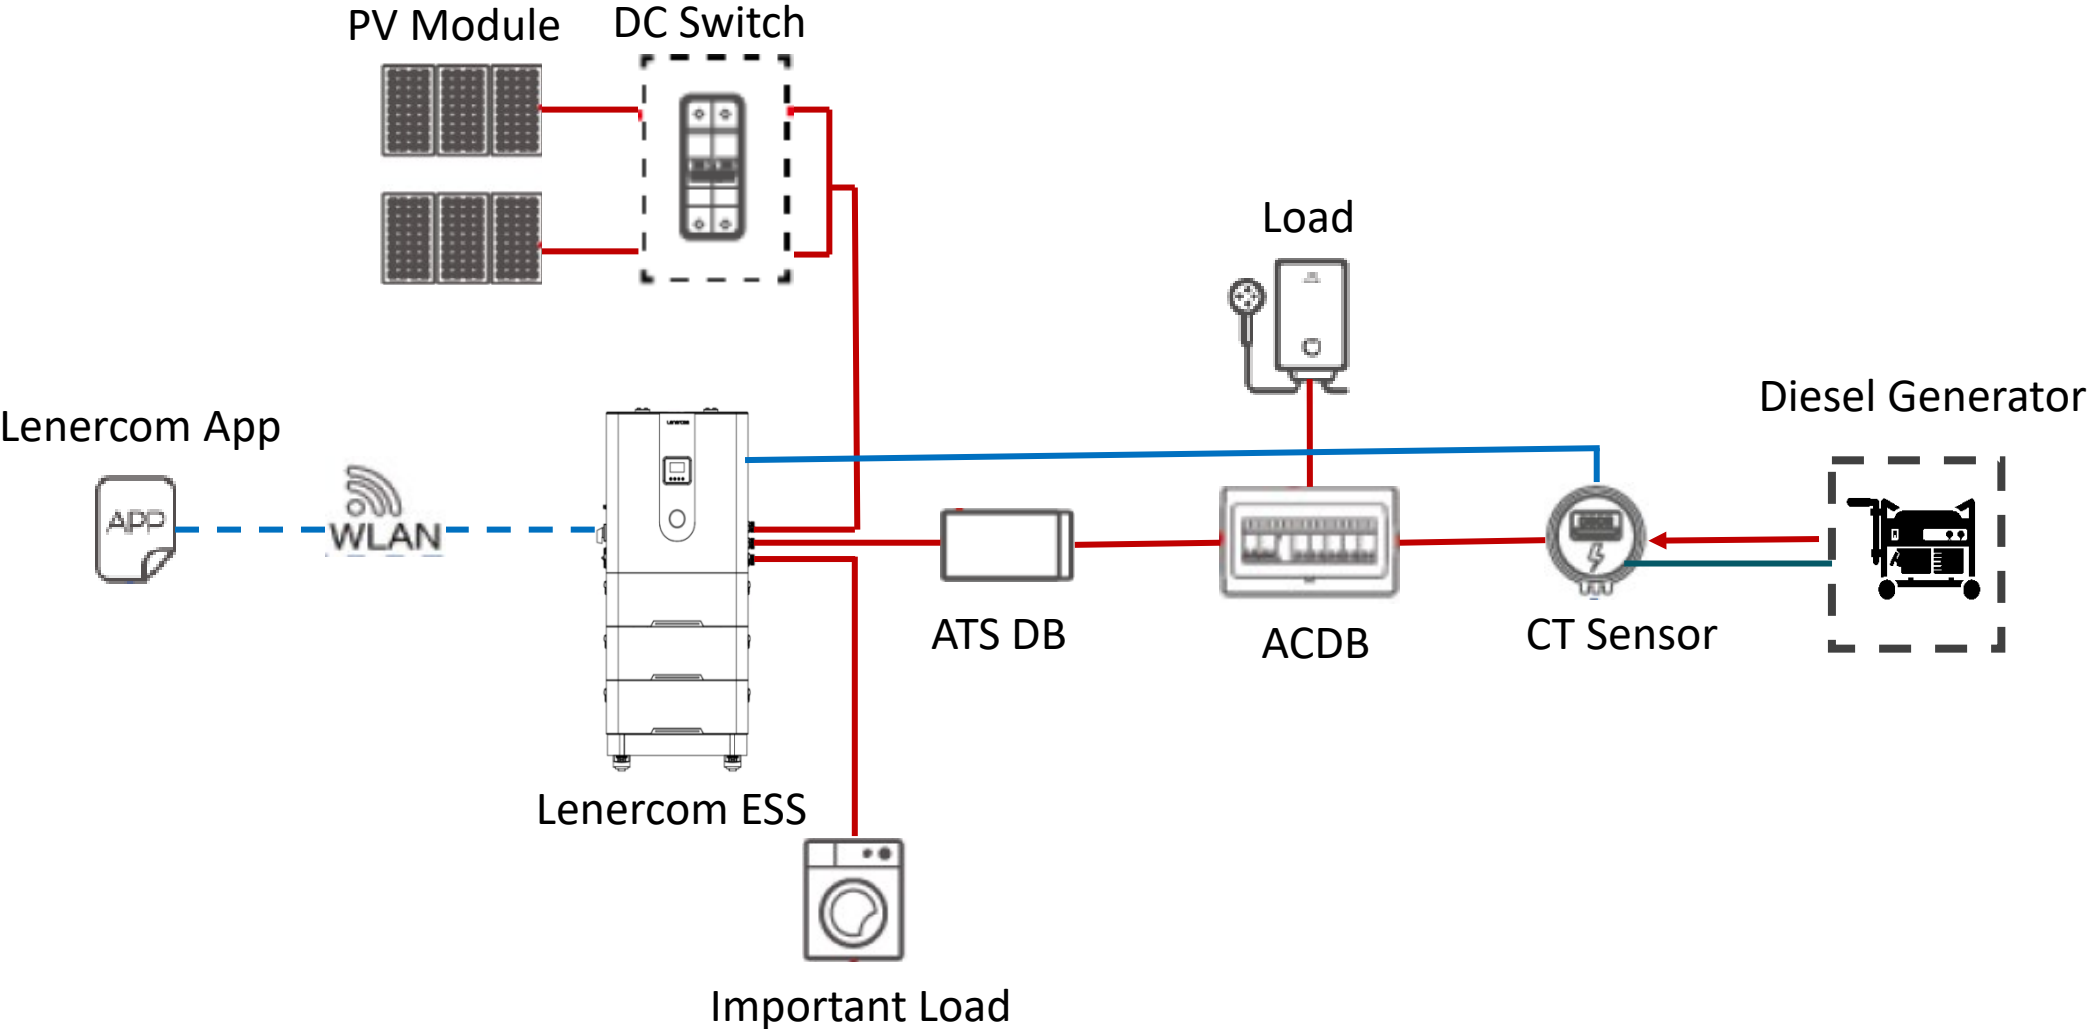 PV Module
DC Switch
Load
Diesel Generator
Lenercom App
APP
WLAN
ATS DB
ACDB
CT Sensor
Lenercom ESS
Important Load